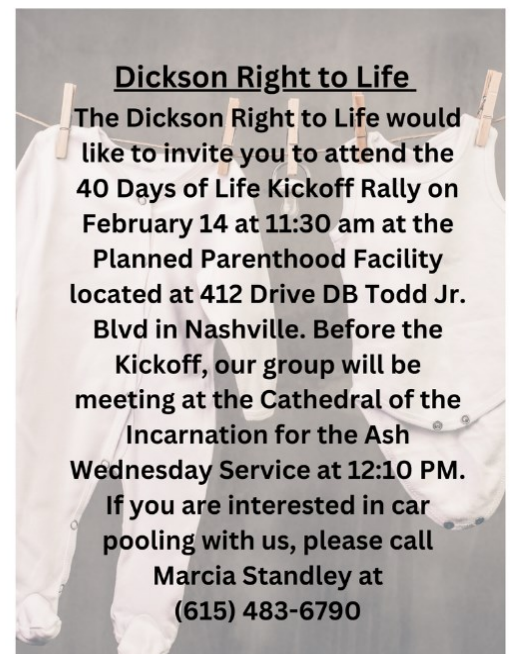 Dickson Right to Life
The Dickson Right to Life would
like to invite you to attend the
40 Days of Life Kickoff Rally on
February 14 at 11:30 am at the
Planned Parenthood Facility
located at 412 Drive DB Todd Jr.
Blvd in Nashville. Before the
Kickoff, our group will be
meeting at the Cathedral of the
Incarnation for the Ash
Wednesday Service at 12:10 PM.
If you are interested in car
pooling with us, please call
Marcia Standley at
(615) 483-6790